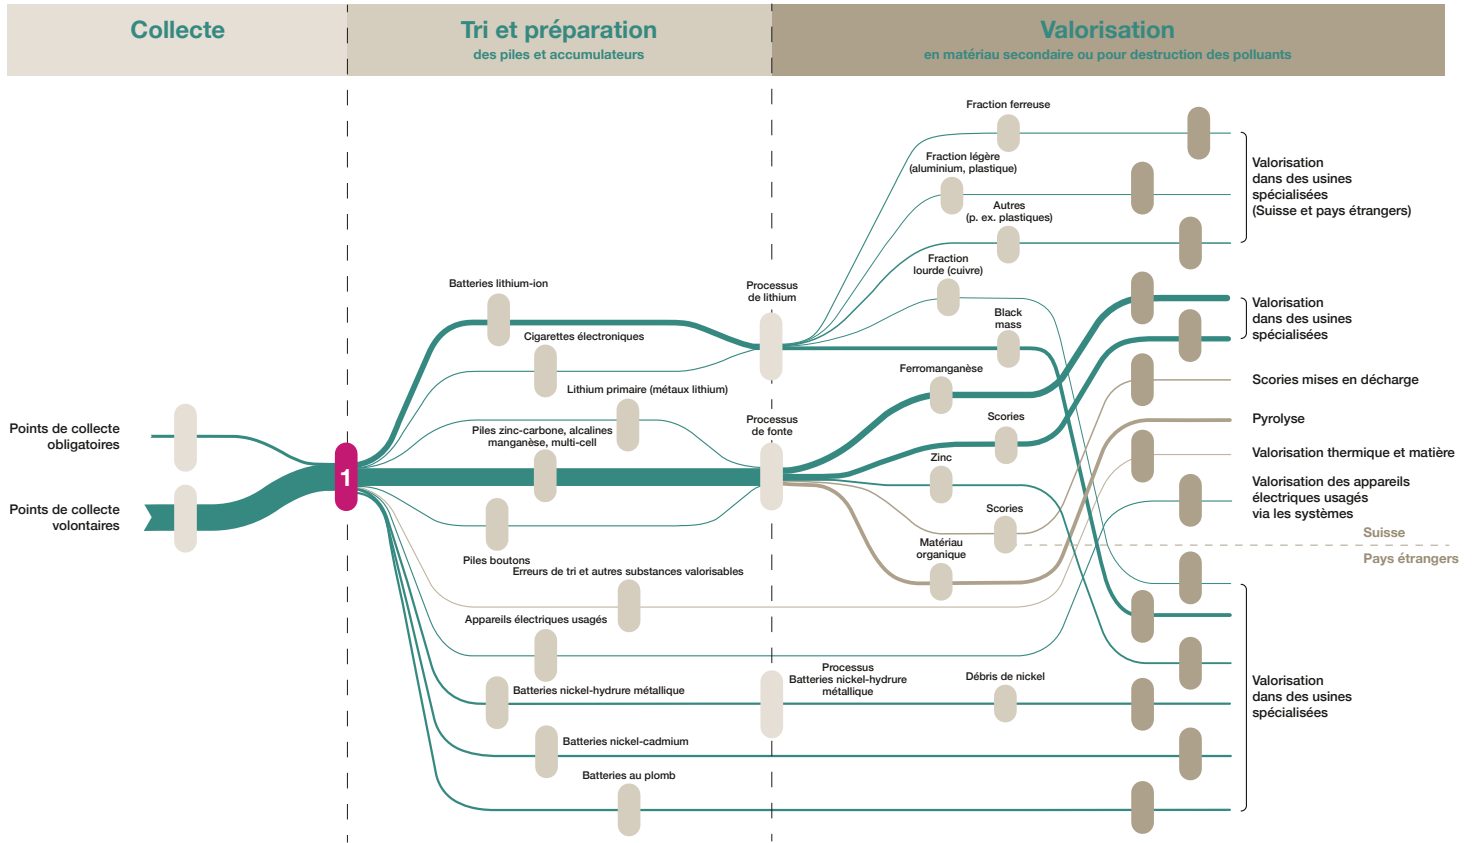 Collecte
Tri et préparation
des piles et accumulateurs
Valorisation
en matériau secondaire ou pour destruction des polluants
Points de collecte
obligatoires
Points de collecte
volontaires
1
Batteries lithium-ion
Cigarettes électroniques
Lithium primaire (métaux lithium)
Piles zinc-carbone, alcalines
manganèse, multi-cell
Piles boutons
Erreurs de tri et autres substances valorisables
Appareils électriques usagés
Batteries nickel-hydrure métallique
Batteries nickel-cadmium
Batteries au plomb
Processus
de lithium
Processus
de fonte
Processus
Batteries nickel-hydrure
métallique
Fraction ferreuse
Fraction légère
(aluminium, plastique)
Autres
(p. ex. plastiques)
Fraction
lourde (cuivre)
Black
mass
Ferromanganèse
Scories
Zinc
Scories
Matériau
organique
Débris de nickel
Valorisation
dans des usines
spécialisées
(Suisse et pays étrangers)
Valorisation
dans des usines
spécialisées
Scories mises en décharge
Pyrolyse
Valorisation thermique et matière
Valorisation des appareils
électriques usagés
via les systèmes
Suisse
Pays étrangers
Valorisation
dans des usines
spécialisées